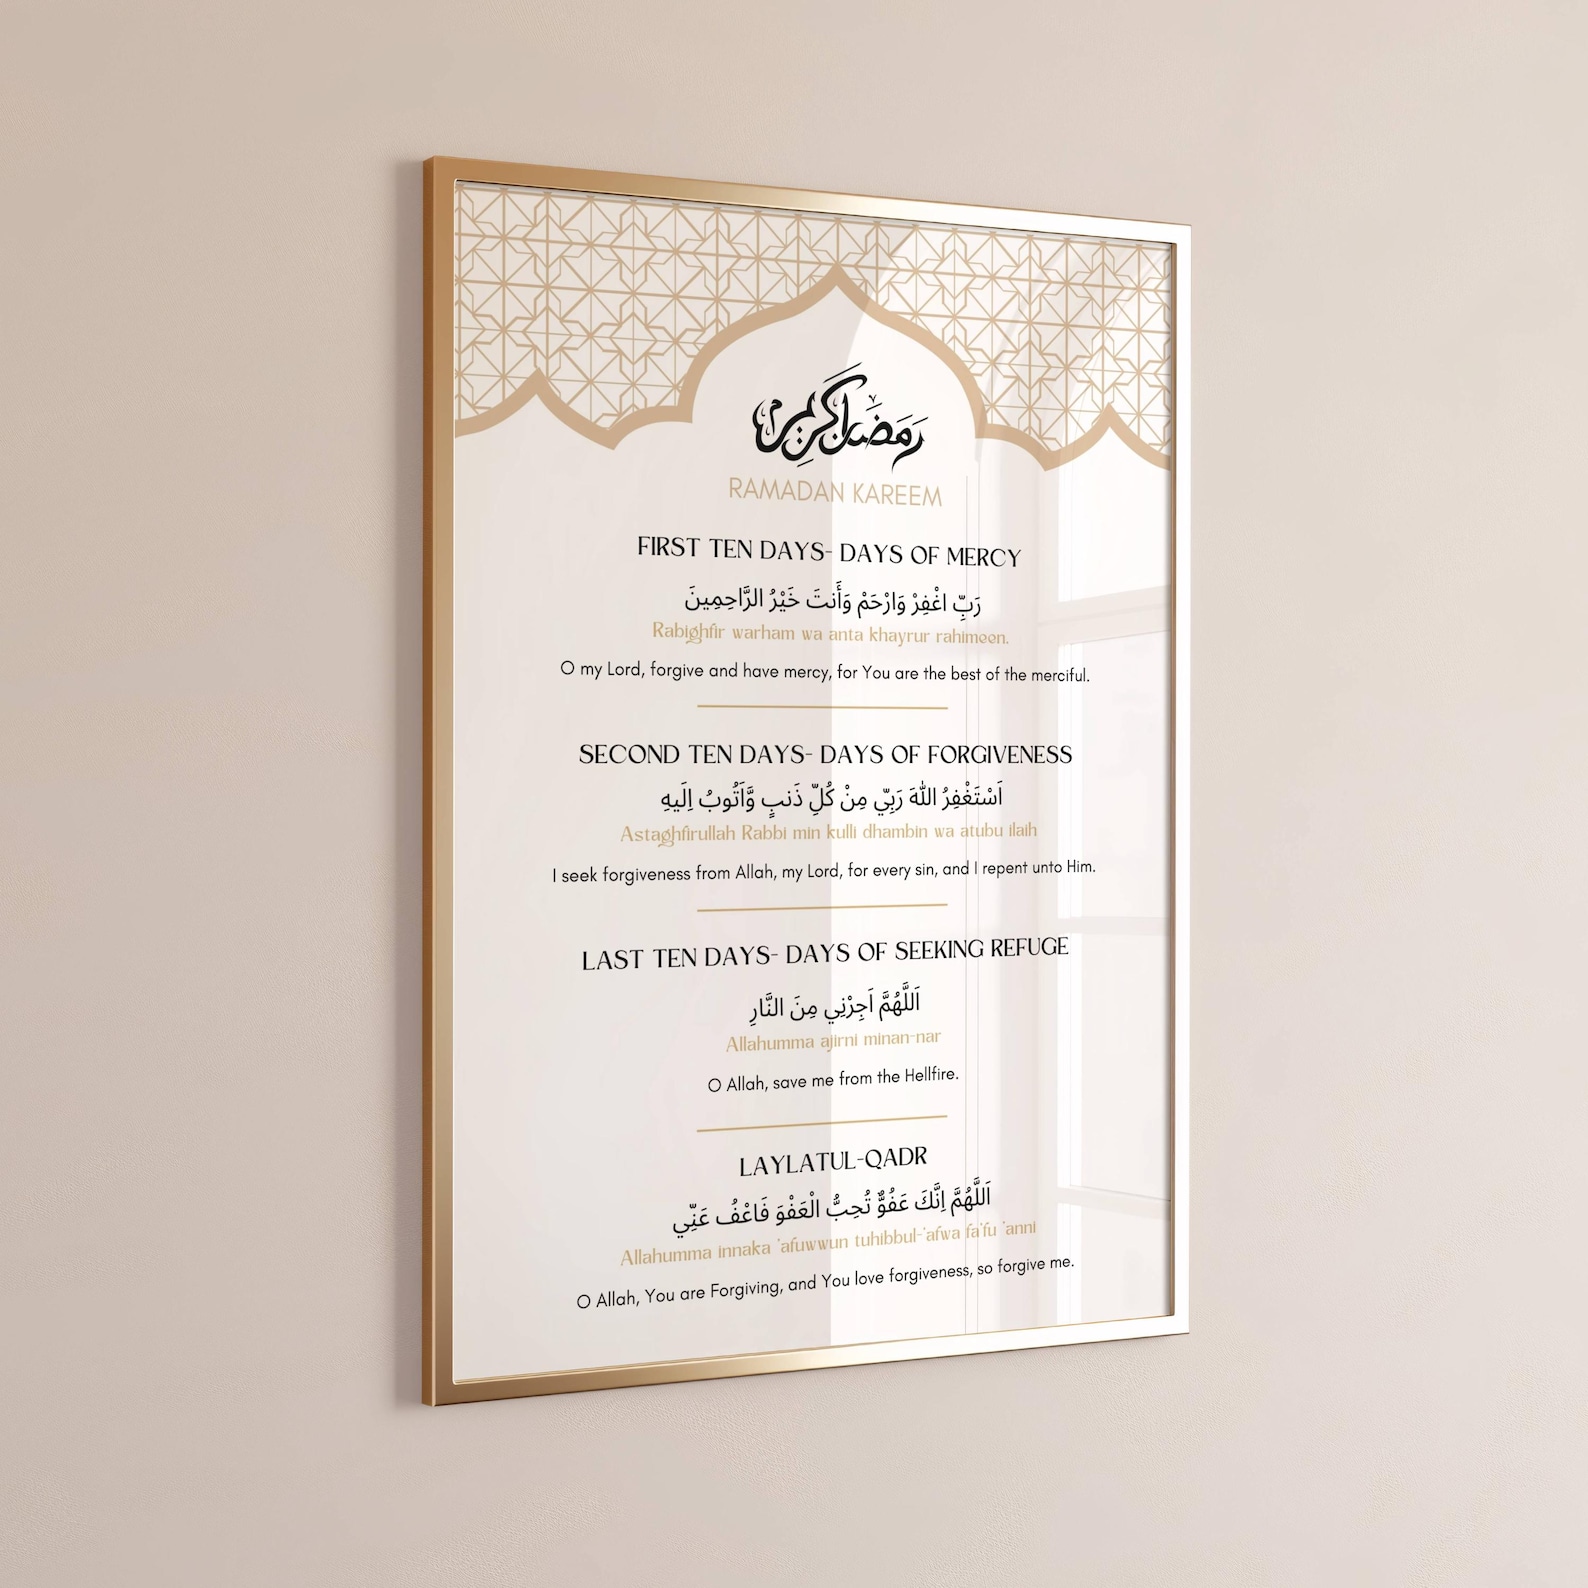 رمضان كريم
RAMADAN KAREEM
FIRST TEN DAYS- DAYS OF MERCY
رَبِّ اغْفِرْ وَارْحَمْ وَأَنتَ خَيْرُ الرَّاحِمِينَ
Rabighfir warham wa anta khayrur rahimeen.
O my Lord, forgive and have mercy, for You are the best of the merciful.
SECOND TEN DAYS- DAYS OF FORGIVENESS
اَسْتَغْفِرُ اللهَ رَبِّي مِنْ كُلِّ ذَنبٍ وَّاَتُوبُ اِلَيهِ
Astaghfirullah Rabbi min kulli dhambin wa atubu ilaih
I seek forgiveness from Allah, my Lord, for every sin, and I repent unto Him.
LAST TEN DAYS- DAYS OF SEEKING REFUGE
اَللَّهُمَّ اَجِرْنِي مِنَ النَّارِ
Allahumma ajirni minan-nar
O Allah, save me from the Hellfire.
LAYLATUL-QADR
اَللَّهُمَّ اِنَّكَ عَفُوٌّ تُحِبُّ الْعَفْوَ فَاعْفُ عَنِّي
Allahumma innaka 'afuwwun tuhibbul-'afwa fa'fu 'anni
O Allah, You are Forgiving, and You love forgiveness, so forgive me.